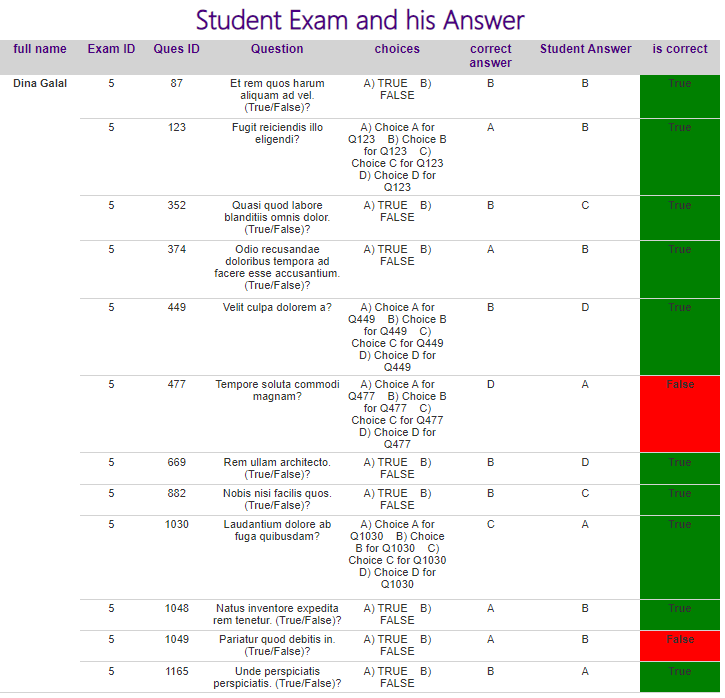 Student Exam and his Answer
full name Exam ID Ques ID Question choices correct answer Student Answer is correct
Dina Galal 5 87 Et rem quos harum A) TRUE B) B B True
aliquam ad vel. FALSE
(True/False)?
5 123 Fugit reiciendis illo A) Choice A for A B True
eligendi? Q123 B) Choice B
for Q123 C)
Choice C for Q123
D) Choice D for
Q123
5 352 Quasi quod labore A) TRUE B) B C True
blanditiis omnis dolor. FALSE
(True/False)?
5 374 Odio recusandae A) TRUE B) A B True
doloribus tempora ad FALSE
facere esse accusantium.
(True/False)?
5 449 Velit culpa dolorem a? A) Choice A for B D True
Q449 B) Choice B
for Q449 C)
Choice C for Q449
D) Choice D for
Q449
5 477 Tempore soluta commodi A) Choice A for D A False
magnam? Q477 B) Choice B
for Q477 C)
Choice C for Q477
D) Choice D for
Q477
5 669 Rem ullam architecto. A) TRUE B) B D True
(True/False)? FALSE
5 882 Nobis nisi facilis quos. A) TRUE B) B C True
(True/False)? FALSE
5 1030 Laudantium dolore ab A) Choice A for C A True
fuga quibusdam? Q1030 B) Choice
B for Q1030 C)
Choice C for Q1030
D) Choice D for
Q1030
5 1048 Natus inventore expedita A) TRUE B) A B True
rem tenetur. (True/False)? FALSE
5 1049 Pariatur quod debitis in. A) TRUE B) A B False
(True/False)? FALSE
5 1165 Unde perspiciatis A) TRUE B) B A True
perspiciatis. (True/False)? FALSE